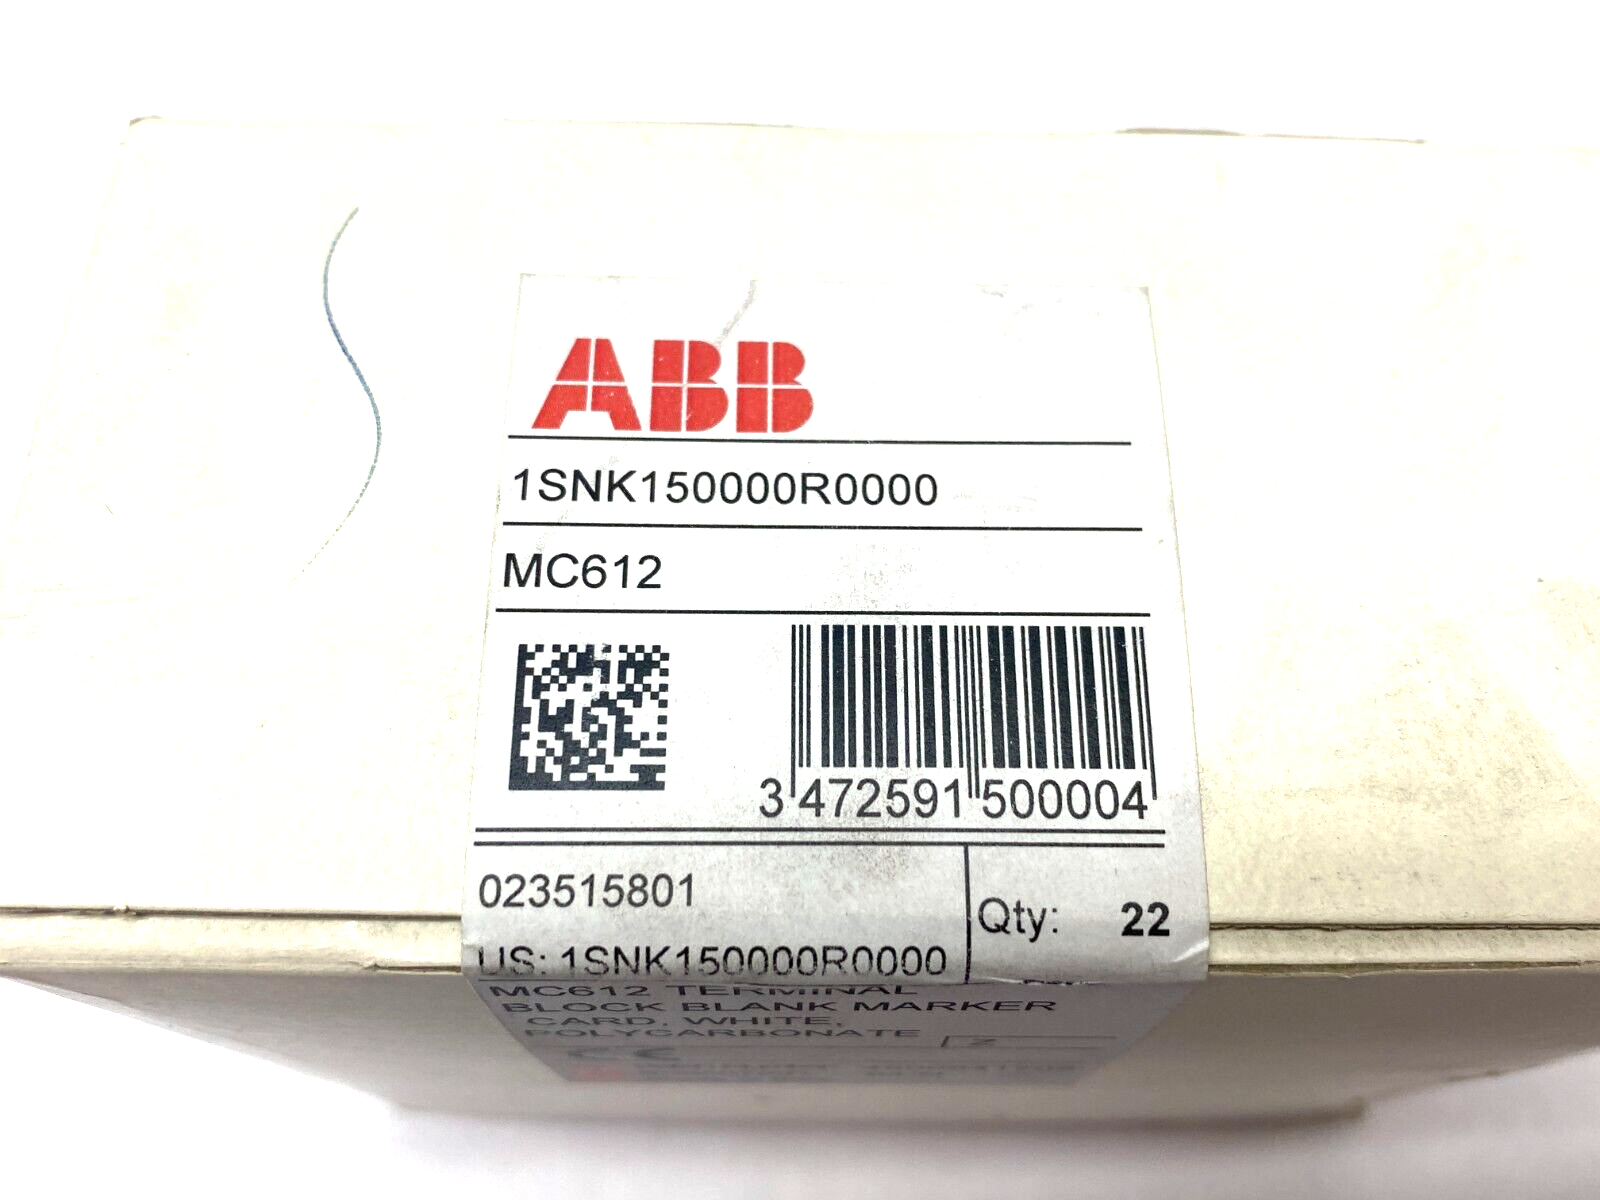 ABB
1SNK150000R0000
MC612
3 472591 500004
023515801
Qty: 22
US: 1SNK150000R0000
MC612 TERMINAL
BLOCK BLANK MARKER
CARD, WHITE,
POLYCARBONATE
CE